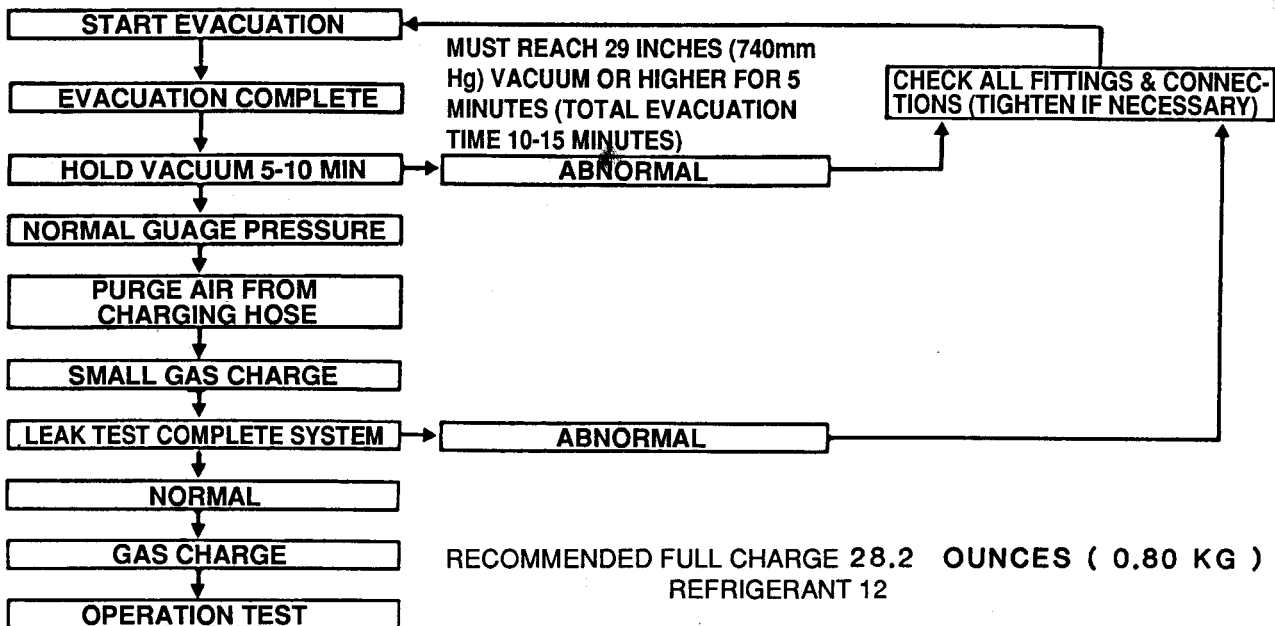 START EVACUATION
MUST REACH 29 INCHES (740mm
Hg) VACUUM OR HIGHER FOR 5
MINUTES (TOTAL EVACUATION
TIME 10-15 MINUTES)
CHECK ALL FITTINGS & CONNEC-
TIONS (TIGHTEN IF NECESSARY)
EVACUATION COMPLETE
HOLD VACUUM 5-10 MIN
ABNORMAL
NORMAL GUAGE PRESSURE
PURGE AIR FROM
CHARGING HOSE
SMALL GAS CHARGE
LEAK TEST COMPLETE SYSTEM
ABNORMAL
NORMAL
GAS CHARGE
RECOMMENDED FULL CHARGE 28.2 OUNCES ( 0.80 KG )
REFRIGERANT 12
OPERATION TEST